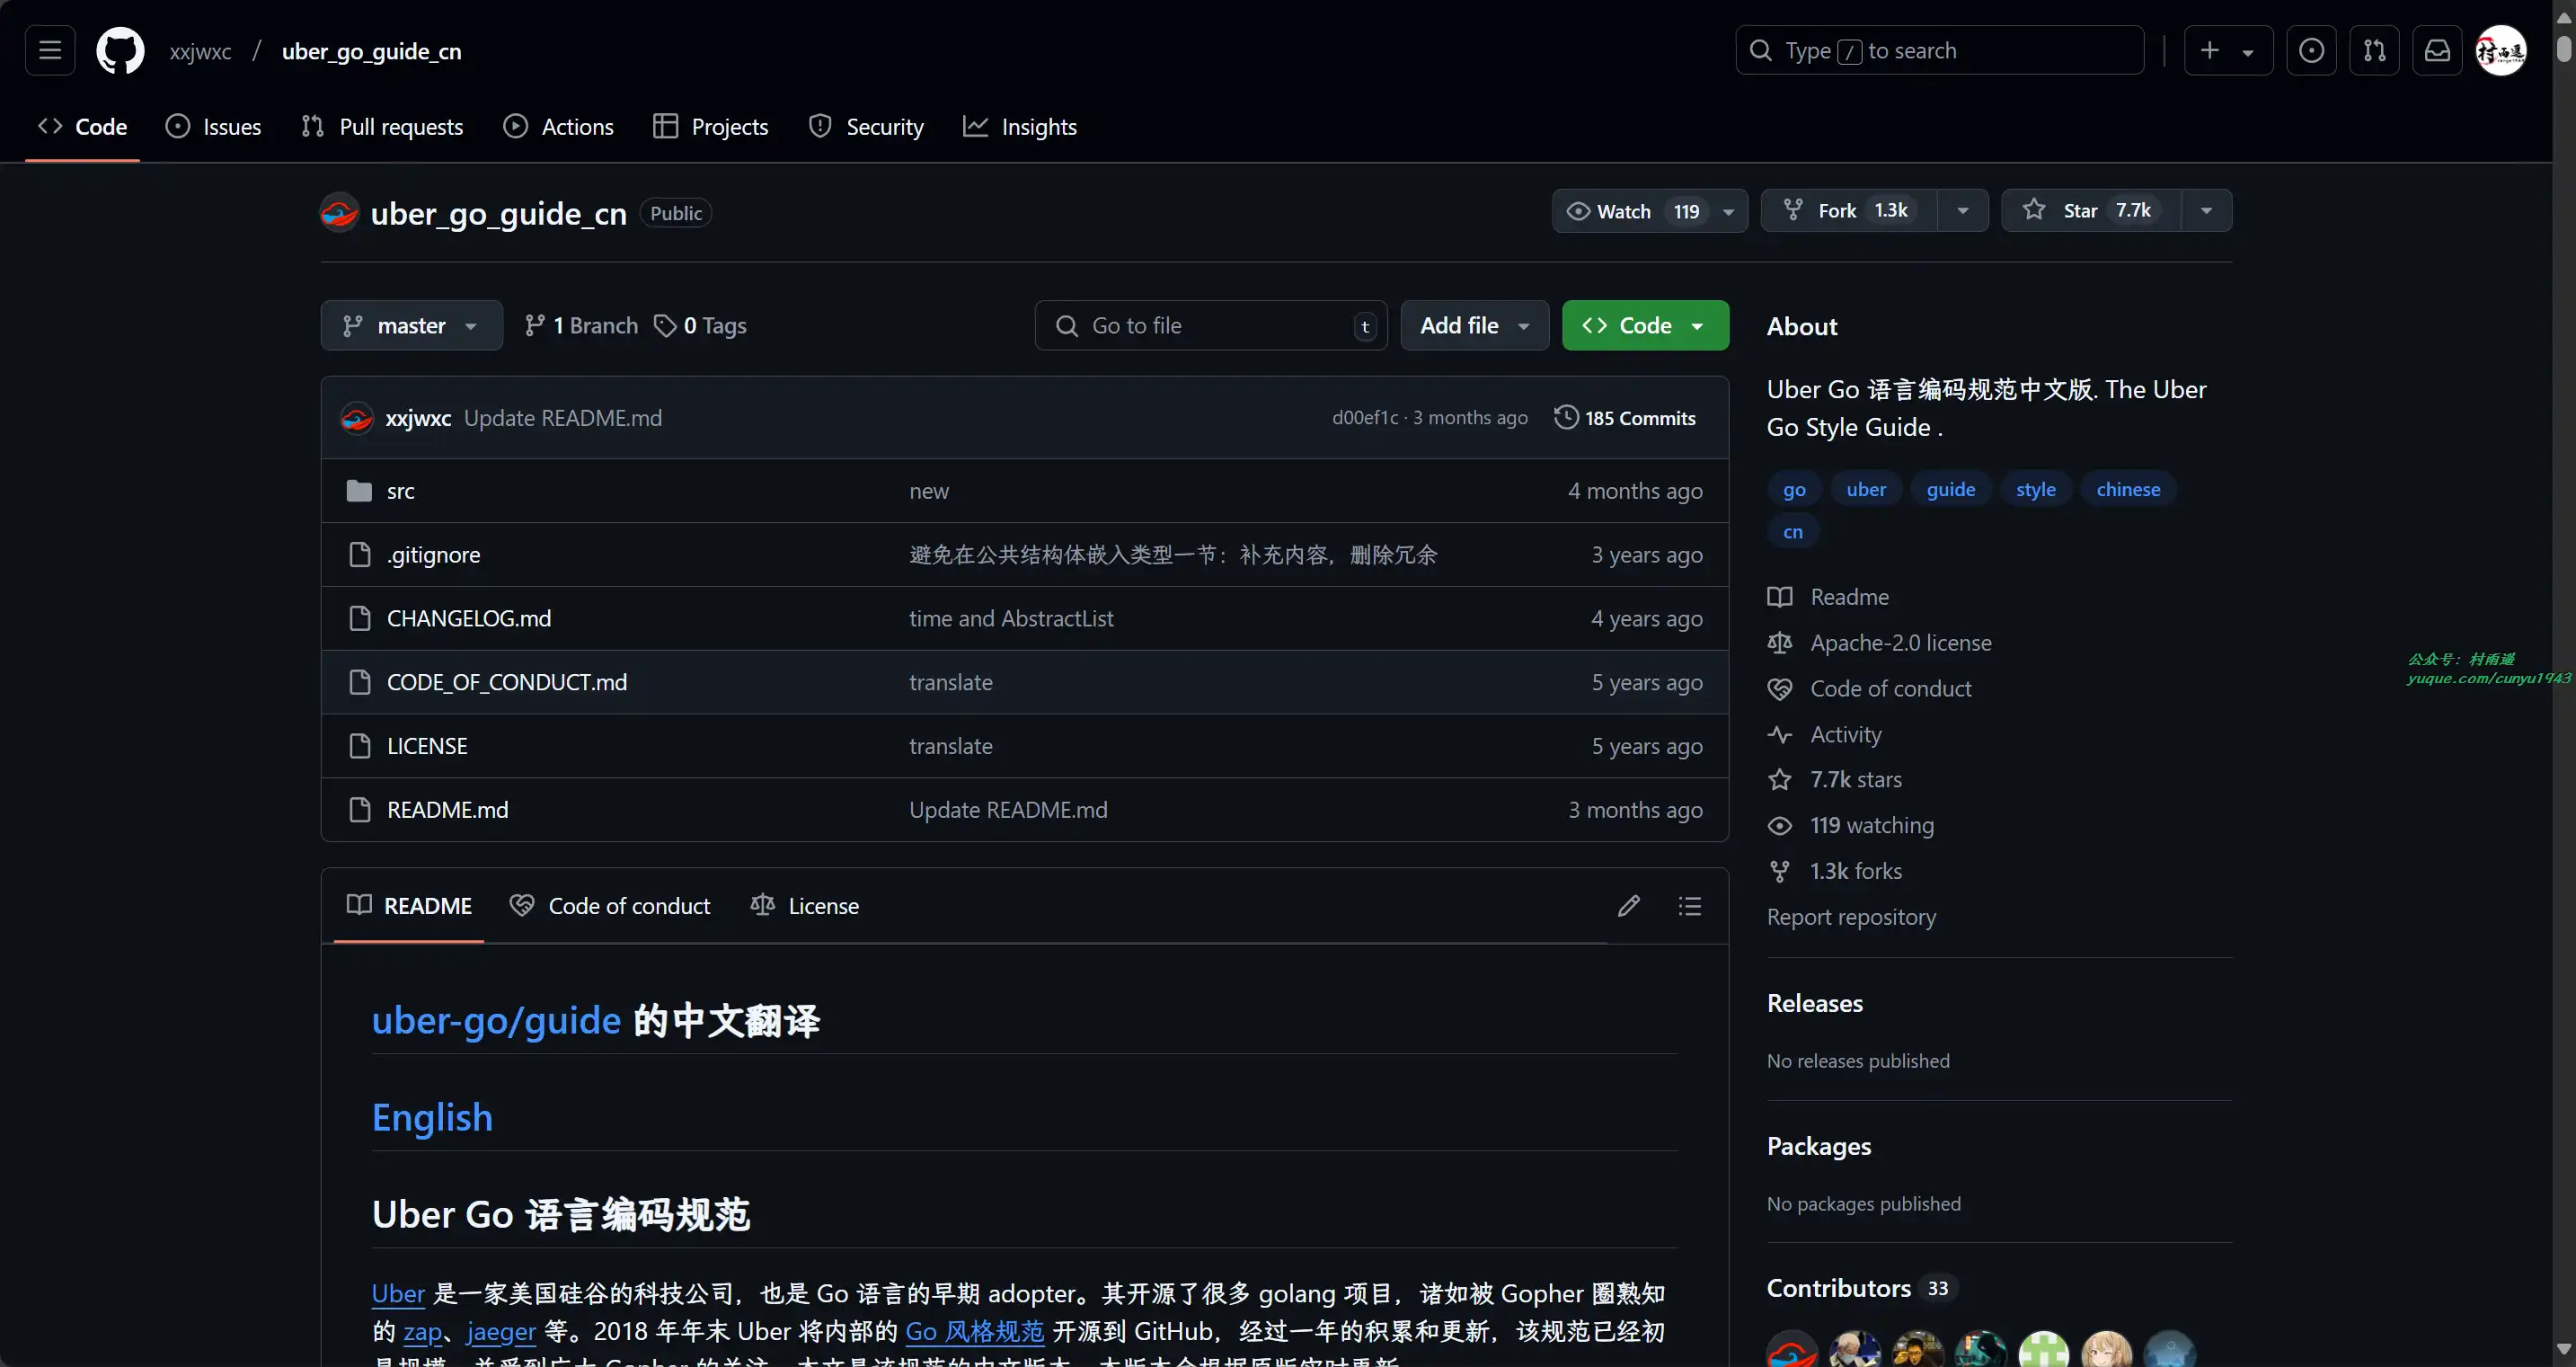 xxjwxc / uber_go_guide_cn
Type / to search
Code Issues Pull requests Actions Projects Security Insights
uber_go_guide_cn Public
Watch 119 Fork 1.3k Star 7.7k
master 1 Branch 0 Tags
Go to file t Add file Code
xxjwxc Update README.md d00ef1c · 3 months ago 185 Commits
src new 4 months ago
.gitignore 避免在公共结构体嵌入类型一节：补充内容，删除冗余 3 years ago
CHANGELOG.md time and AbstractList 4 years ago
CODE_OF_CONDUCT.md translate 5 years ago
LICENSE translate 5 years ago
README.md Update README.md 3 months ago
README Code of conduct License
uber-go/guide 的中文翻译
English
Uber Go 语言编码规范
Uber 是一家美国硅谷的科技公司，也是 Go 语言的早期 adopter。其开源了很多 golang 项目，诸如被 Gopher 圈熟知
的 zap、jaeger 等。2018 年年末 Uber 将内部的 Go 风格规范 开源到 GitHub，经过一年的积累和更新，该规范已经初
About
Uber Go 语言编码规范中文版. The Uber
Go Style Guide .
go uber guide style chinese
cn
Readme
Apache-2.0 license
Code of conduct
Activity
7.7k stars
119 watching
1.3k forks
Report repository
Releases
No releases published
Packages
No packages published
Contributors 33
公众号：村雨遥
yuque.com/cunyu1943